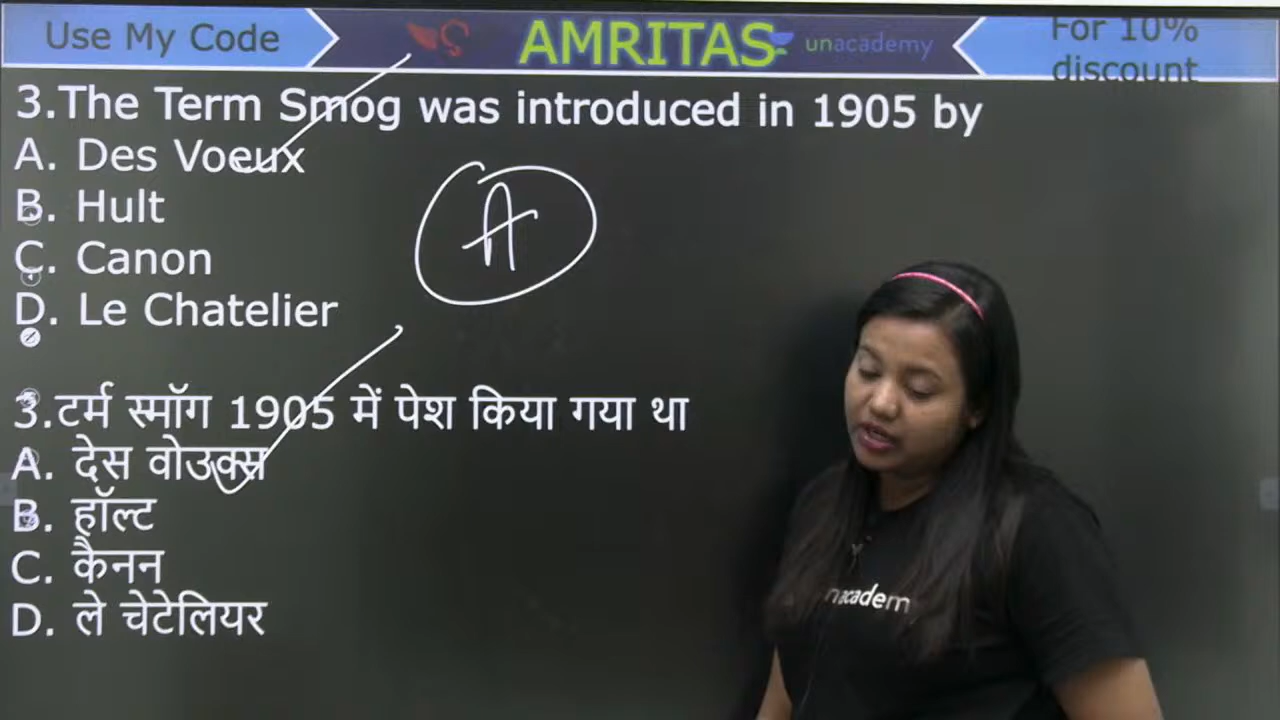 Use My Code
AMRITAS
unacademy
For 10%
discount
3.The Term Smog was introduced in 1905 by
A. Des Voeux
B. Hult
C. Canon
D. Le Chatelier
A
3.टर्म स्मॉग 1905 में पेश किया गया था
A. देस वोउक्स
B. हॉल्ट
C. कैनन
D. ले चेटेलियर
unacademy